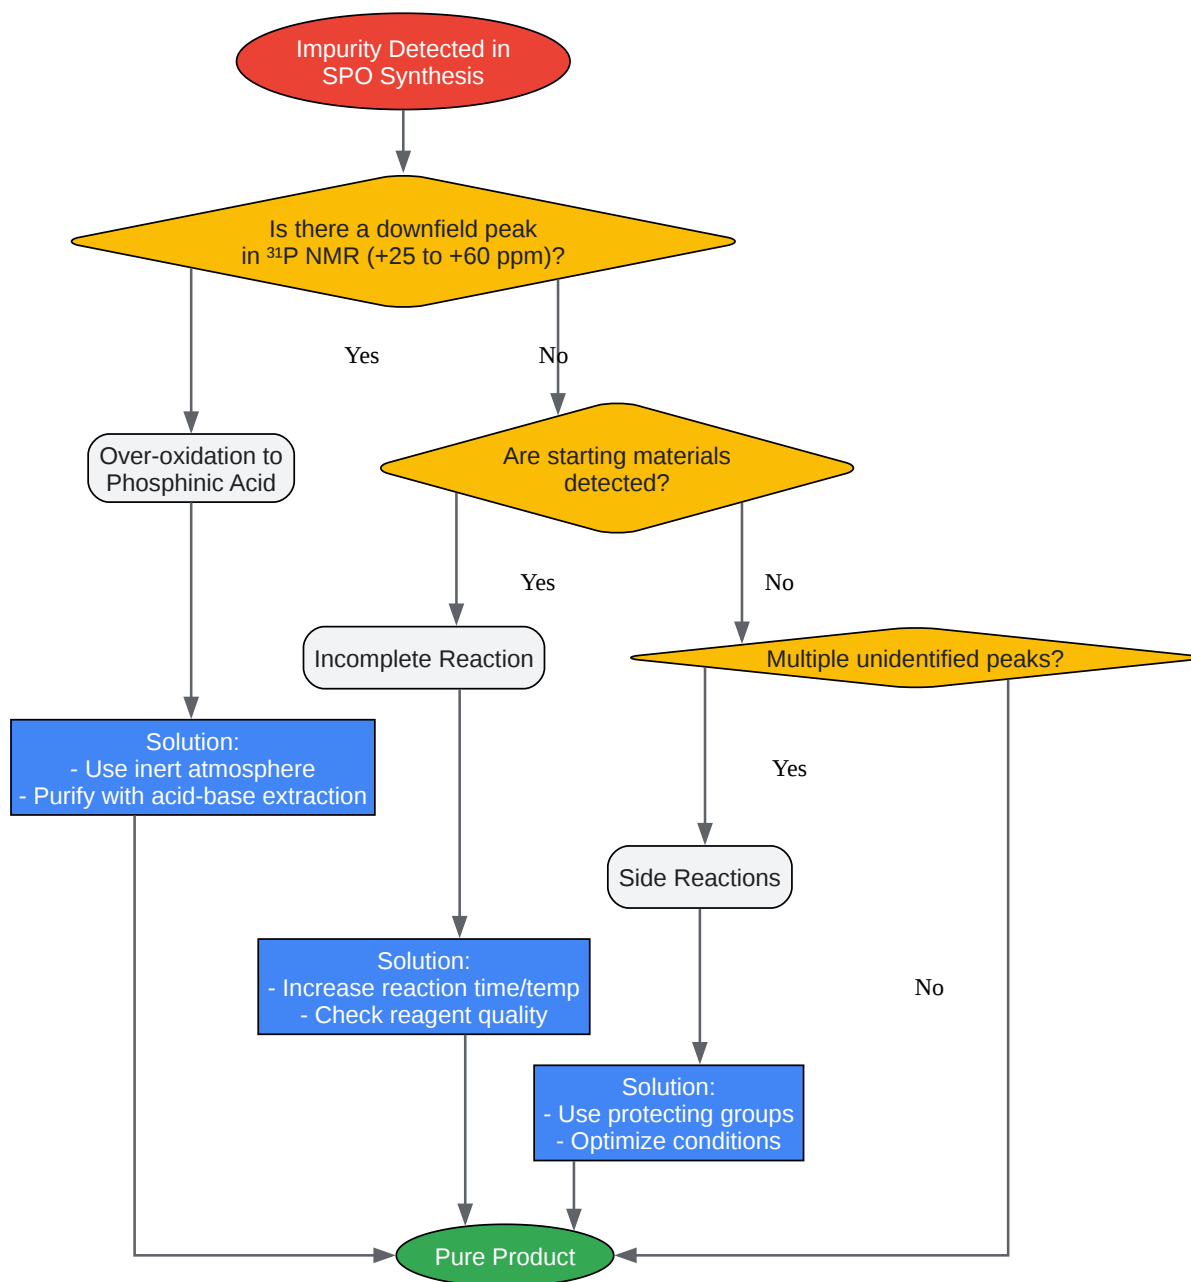 Impurity Detected in
SPO Synthesis
Is there a downfield peak
in ³¹P NMR (+25 to +60 ppm)?
Yes
No
Over-oxidation to
Phosphinic Acid
Are starting materials
detected?
Yes
No
Incomplete Reaction
Multiple unidentified peaks?
Solution:
- Use inert atmosphere
- Purify with acid-base extraction
Yes
Side Reactions
Solution:
- Increase reaction time/temp
- Check reagent quality
No
Solution:
- Use protecting groups
- Optimize conditions
Pure Product